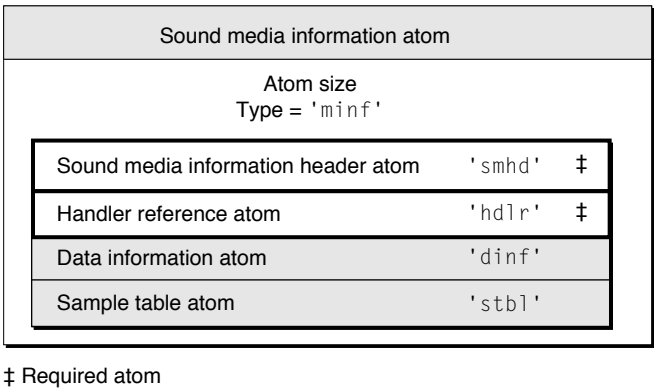 Sound media information atom
Atom size
Type = 'minf'
Sound media information header atom 'smhd' ‡
Handler reference atom 'hdlr' ‡
Data information atom 'dinf'
Sample table atom 'stbl'
‡ Required atom